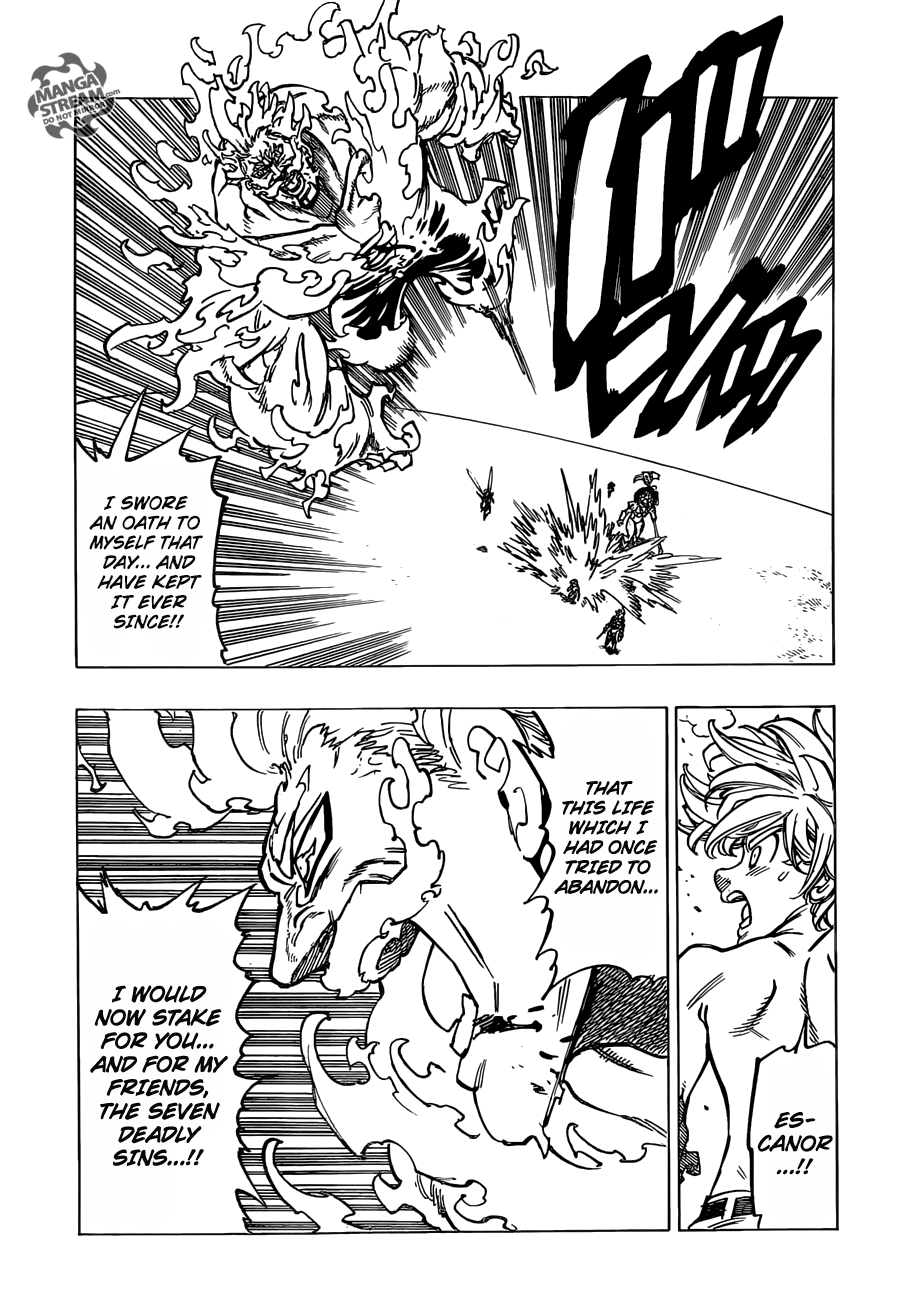 MANGA
STREAM.com
DO NOT MIRROR
I SWORE
AN OATH TO
MYSELF THAT
DAY... AND
HAVE KEPT
IT EVER
SINCE!!
ES-
CANOR
...!!
THAT
THIS LIFE
WHICH I
HAD ONCE
TRIED TO
ABANDON...
I WOULD
NOW STAKE
FOR YOU...
AND FOR MY
FRIENDS,
THE SEVEN
DEADLY
SINS...!!